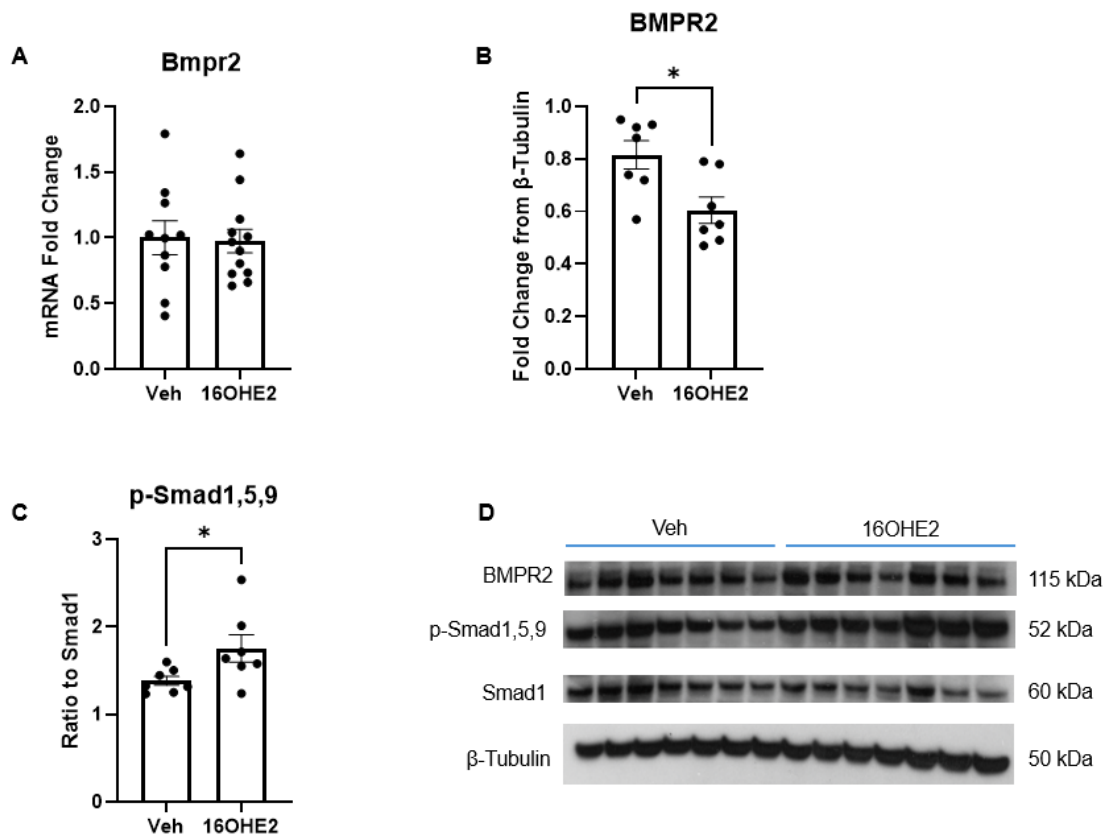 A
Bmpr2
mRNA Fold Change
2.0
1.5
1.0
0.5
0.0
Veh 16OHE2
B
BMPR2
*
Fold Change from β-Tubulin
1.0
0.8
0.6
0.4
0.2
0.0
Veh 16OHE2
C
p-Smad1,5,9
*
Ratio to Smad1
3
2
1
0
Veh 16OHE2
D
Veh 16OHE2
BMPR2 115 kDa
p-Smad1,5,9 52 kDa
Smad1 60 kDa
β-Tubulin 50 kDa